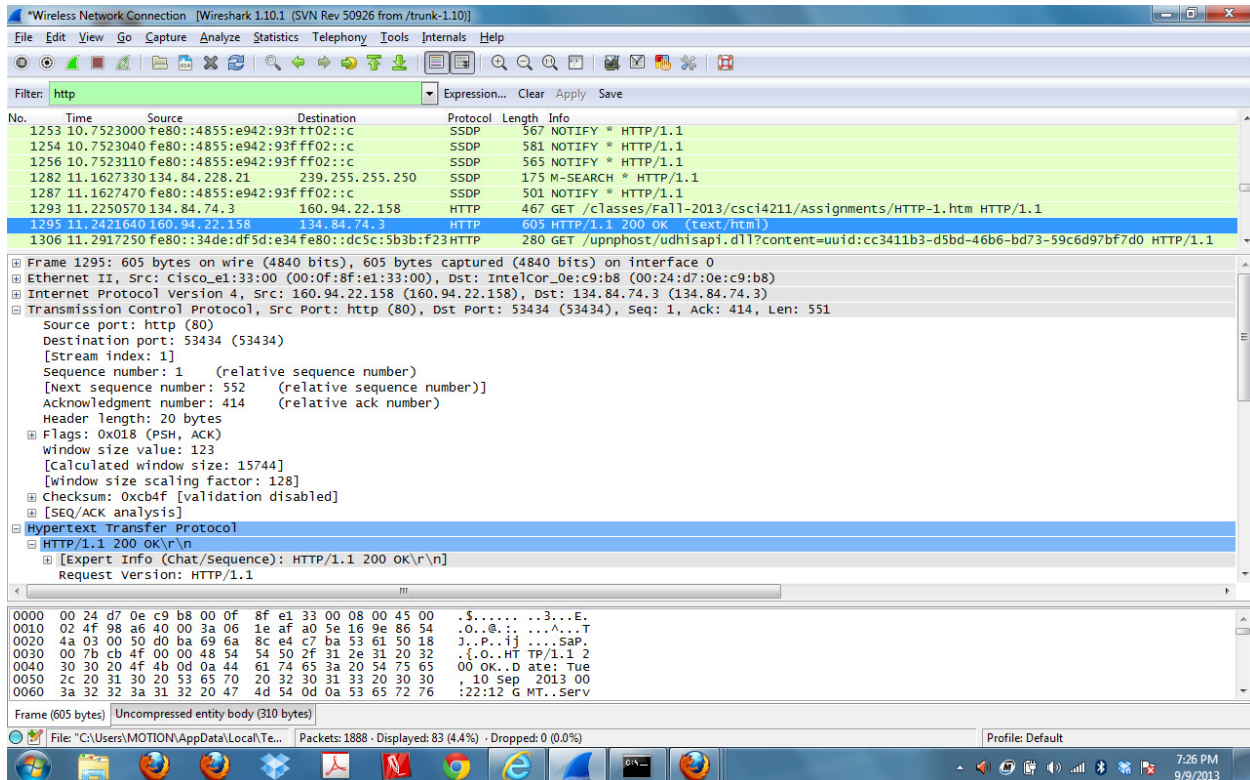 *Wireless Network Connection [Wireshark 1.10.1 (SVN Rev 50926 from /trunk-1.10)]
File Edit View Go Capture Analyze Statistics Telephony Tools Internals Help
Filter: http Expression... Clear Apply Save
No. Time Source Destination Protocol Length Info
1253 10.7523000 fe80::4855:e942:93f ff02::c SSDP 567 NOTIFY * HTTP/1.1
1254 10.7523040 fe80::4855:e942:93f ff02::c SSDP 581 NOTIFY * HTTP/1.1
1256 10.7523110 fe80::4855:e942:93f ff02::c SSDP 565 NOTIFY * HTTP/1.1
1282 11.1627330 134.84.228.21 239.255.255.250 SSDP 175 M-SEARCH * HTTP/1.1
1287 11.1627470 fe80::4855:e942:93f ff02::c SSDP 501 NOTIFY * HTTP/1.1
1293 11.2250570 134.84.74.3 160.94.22.158 HTTP 467 GET /classes/Fall-2013/csci4211/Assignments/HTTP-1.htm HTTP/1.1
1295 11.2421640 160.94.22.158 134.84.74.3 HTTP 605 HTTP/1.1 200 OK (text/html)
1306 11.2917250 fe80::34de:df5d:e34 fe80::dc5c:5b3b:f23 HTTP 280 GET /upnphost/udhisapi.dll?content=uuid:cc3411b3-d5bd-46b6-bd73-59c6d97bf7d0 HTTP/1.1
Frame 1295: 605 bytes on wire (4840 bits), 605 bytes captured (4840 bits) on interface 0
Ethernet II, Src: Cisco_e1:33:00 (00:0f:8f:e1:33:00), Dst: IntelCor_0e:c9:b8 (00:24:d7:0e:c9:b8)
Internet Protocol Version 4, Src: 160.94.22.158 (160.94.22.158), Dst: 134.84.74.3 (134.84.74.3)
Transmission Control Protocol, Src Port: http (80), Dst Port: 53434 (53434), Seq: 1, Ack: 414, Len: 551
Source port: http (80)
Destination port: 53434 (53434)
[Stream index: 1]
Sequence number: 1 (relative sequence number)
[Next sequence number: 552 (relative sequence number)]
Acknowledgment number: 414 (relative ack number)
Header length: 20 bytes
Flags: 0x018 (PSH, ACK)
Window size value: 123
[Calculated window size: 15744]
[Window size scaling factor: 128]
Checksum: 0xcb4f [validation disabled]
[SEQ/ACK analysis]
Hypertext Transfer Protocol
HTTP/1.1 200 OK\r\n
[Expert Info (Chat/Sequence): HTTP/1.1 200 OK\r\n]
Request Version: HTTP/1.1
0000 00 24 d7 0e c9 b8 00 0f 8f e1 33 00 08 00 45 00 .$...... ..3...E.
0010 02 4f 98 a6 40 00 3a 06 1e af a0 5e 16 9e 86 54 .O..@.:. ...^...T
0020 4a 03 00 50 d0 ba 69 6a 8c e4 c7 ba 53 61 50 18 J..P..ij ....SaP.
0030 00 7b cb 4f 00 00 48 54 54 50 2f 31 2e 31 20 32 .{.O..HT TP/1.1 2
0040 30 30 20 4f 4b 0d 0a 44 61 74 65 3a 20 54 75 65 00 OK..D ate: Tue
0050 2c 20 31 30 20 53 65 70 20 32 30 31 33 20 30 30 , 10 Sep 2013 00
0060 3a 32 32 3a 31 32 20 47 4d 54 0d 0a 53 65 72 76 :22:12 G MT..Serv
Frame (605 bytes) Uncompressed entity body (310 bytes)
File: "C:\Users\MOTION\AppData\Local\Te... Packets: 1888 · Displayed: 83 (4.4%) · Dropped: 0 (0.0%) Profile: Default
7:26 PM
9/9/2013